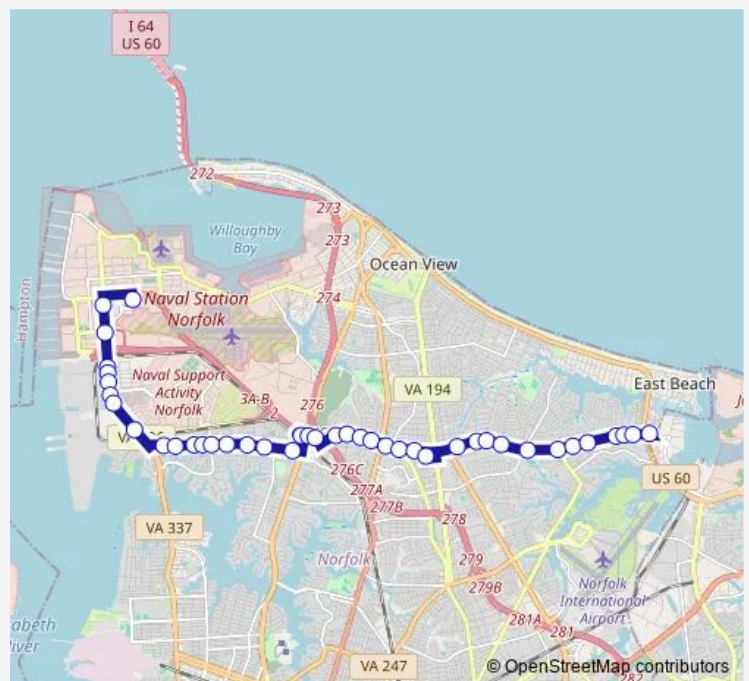 I 64
US 60
272
273
Willoughby
Bay
273
Ocean View
Hampton
274
Naval Station
Norfolk
East Beach
Naval Support
Activity
Norfolk
VA 194
3A-B
2
276
276C
US 60
277A
277B
278
VA 337
Norfolk
279
279B
Norfolk
International
Airport
281A
281
River
VA 247
282
© OpenStreetMap contributors